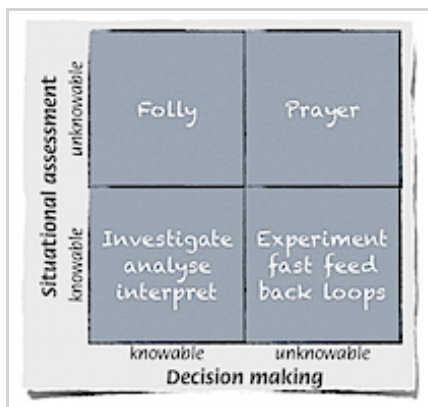 Situational assessment
unknowable
knowable
Folly
Prayer
Investigate
analyse
interpret
Experiment
fast feed
back loops
knowable
unknowable
Decision making